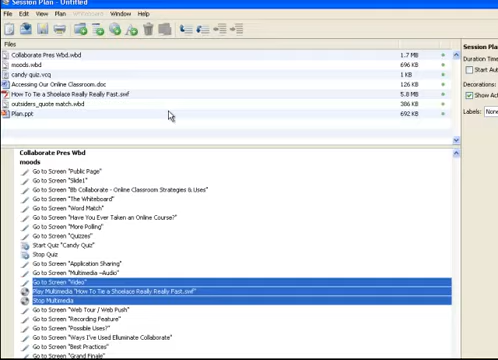 Session Plan - Untitled
File Edit View Plan Whiteboard Window Help
Files
Collaborate Pres Wbd.wbd 1.7 MB
moods.wbd 696 KB
candy quiz.vcq 1 KB
Accessing Our Online Classroom.doc 126 KB
How To Tie a Shoelace Really Really Fast.swf 5.8 MB
outsiders_quote match.wbd 386 KB
Plan.ppt 692 KB
Session Pla
Duration Time
Start Aut
Decorations:
Show Act
Labels: Non
Collaborate Pres Wbd
moods
Go to Screen "Public Page"
Go to Screen "Slide1"
Go to Screen "Bb Collaborate - Online Classroom Strategies & Uses"
Go to Screen "The Whiteboard"
Go to Screen "Word Match"
Go to Screen "Have You Ever Taken an Online Course?"
Go to Screen "More Polling"
Go to Screen "Quizzes"
Start Quiz "Candy Quiz"
Stop Quiz
Go to Screen "Application Sharing"
Go to Screen "Multimedia ~Audio"
Go to Screen "Video"
Play Multimedia "How To Tie a Shoelace Really Really Fast.swf"
Stop Multimedia
Go to Screen "Web Tour / Web Push"
Go to Screen "Recording Feature"
Go to Screen "Possible Uses?"
Go to Screen "Ways I've Used Elluminate Collaborate"
Go to Screen "Best Practices"
Go to Screen "Grand Finale"